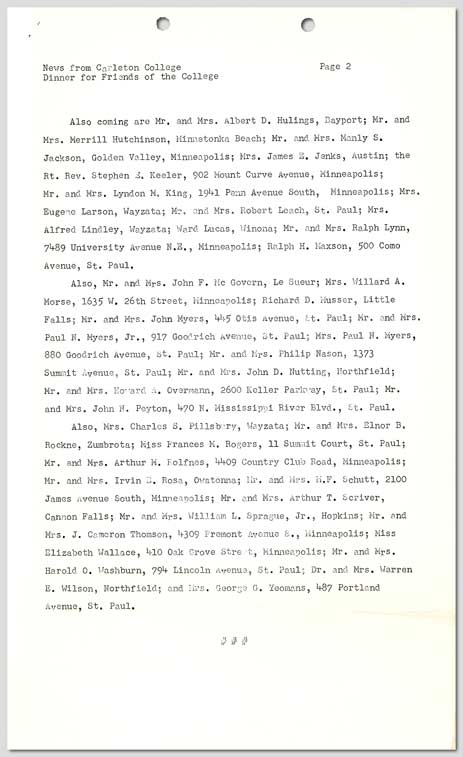 News from Carleton College Page 2
Dinner for Friends of the College
Also coming are Mr. and Mrs. Albert D. Hulings, Bayport; Mr. and
Mrs. Merrill Hutchinson, Minnetonka Beach; Mr. and Mrs. Manly S.
Jackson, Golden Valley, Minneapolis; Mrs. James E. Jenks, Austin; the
Rt. Rev. Stephen E. Keeler, 902 Mount Curve Avenue, Minneapolis;
Mr. and Mrs. Lyndon M. King, 1941 Penn Avenue South, Minneapolis; Mrs.
Eugene Larson, Wayzata; Mr. and Mrs. Robert Leach, St. Paul; Mrs.
Alfred Lindley, Wayzata; Ward Lucas, Winona; Mr. and Mrs. Ralph Lynn,
7489 University Avenue N.E., Minneapolis; Ralph H. Maxson, 500 Como
Avenue, St. Paul.
Also, Mr. and Mrs. John F. Mc Govern, Le Sueur; Mrs. Willard A.
Morse, 1635 W. 26th Street, Minneapolis; Richard D. Musser, Little
Falls; Mr. and Mrs. John Myers, 445 Otis Avenue, St. Paul; Mr. and Mrs.
Paul N. Myers, Jr., 917 Goodrich Avenue, St. Paul; Mrs. Paul N. Myers,
880 Goodrich Avenue, St. Paul; Mr. and Mrs. Philip Nason, 1373
Summit Avenue, St. Paul; Mr. and Mrs. John D. Nutting, Northfield;
Mr. and Mrs. Howard A. Overmann, 2600 Keller Parkway, St. Paul; Mr.
and Mrs. John N. Peyton, 470 N. Mississippi River Blvd., St. Paul.
Also, Mrs. Charles S. Pillsbury, Wayzata; Mr. and Mrs. Elnor B.
Rockne, Zumbrota; Miss Frances M. Rogers, 11 Summit Court, St. Paul;
Mr. and Mrs. Arthur M. Rolfnes, 4409 Country Club Road, Minneapolis;
Mr. and Mrs. Irvin Rosa, Owatonna; Mr. and Mrs. H.F. Schutt, 2100
James Avenue South, Minneapolis; Mr. and Mrs. Arthur T. Scriver,
Cannon Falls; Mr. and Mrs. William L. Sprague, Jr., Hopkins; Mr. and
Mrs. J. Cameron Thomson, 4309 Fremont Avenue S., Minneapolis; Miss
Elizabeth Wallace, 410 Oak Grove Street, Minneapolis; Mr. and Mrs.
Harold O. Washburn, 794 Lincoln Avenue, St. Paul; Dr. and Mrs. Warren
E. Wilson, Northfield; and Mrs. George G. Yeomans, 487 Portland
Avenue, St. Paul.
# # #